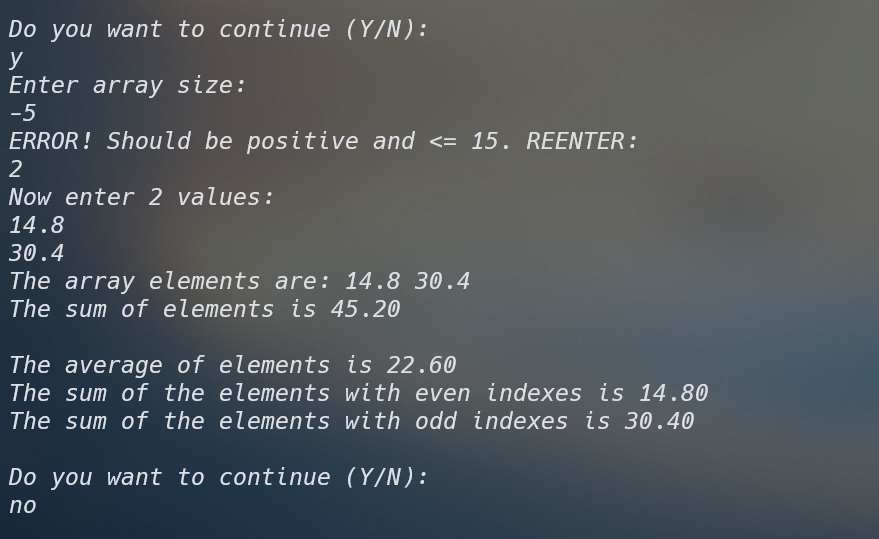 Do you want to continue (Y/N):
y
Enter array size:
-5
ERROR! Should be positive and <= 15. REENTER:
2
Now enter 2 values:
14.8
30.4
The array elements are: 14.8 30.4
The sum of elements is 45.20
The average of elements is 22.60
The sum of the elements with even indexes is 14.80
The sum of the elements with odd indexes is 30.40
Do you want to continue (Y/N):
no